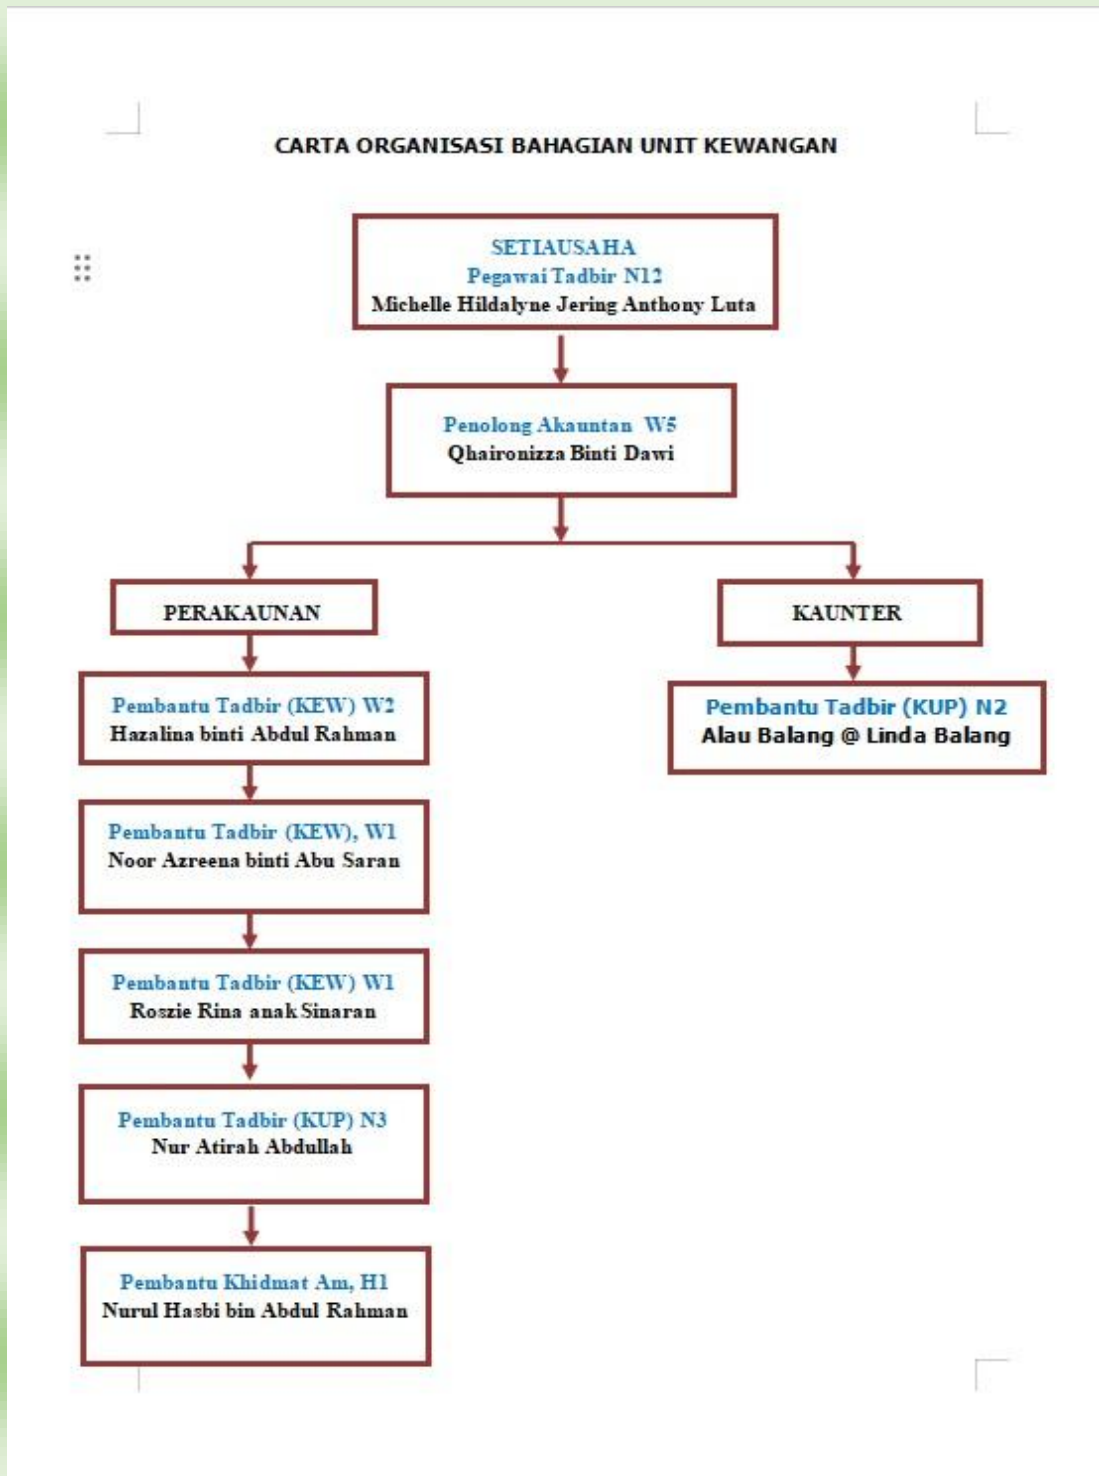 CARTA ORGANISASI BAHAGIAN UNIT KEWANGAN
SETIAUSAHA
Pegawai Tadbir N12
Michelle Hildalyne Jering Anthony Luta
Penolong Akauntan W5
Qhaironizza Binti Dawi
PERAKAUNAN
Pembantu Tadbir (KEW) W2
Hazalina binti Abdul Rahman
Pembantu Tadbir (KEW), W1
Noor Azreena binti Abu Saran
Pembantu Tadbir (KEW) W1
Roszie Rina anak Sinaran
Pembantu Tadbir (KUP) N3
Nur Atirah Abdullah
Pembantu Khidmat Am, H1
Nurul Hasbi bin Abdul Rahman
KAUNTER
Pembantu Tadbir (KUP) N2
Alau Balang @ Linda Balang